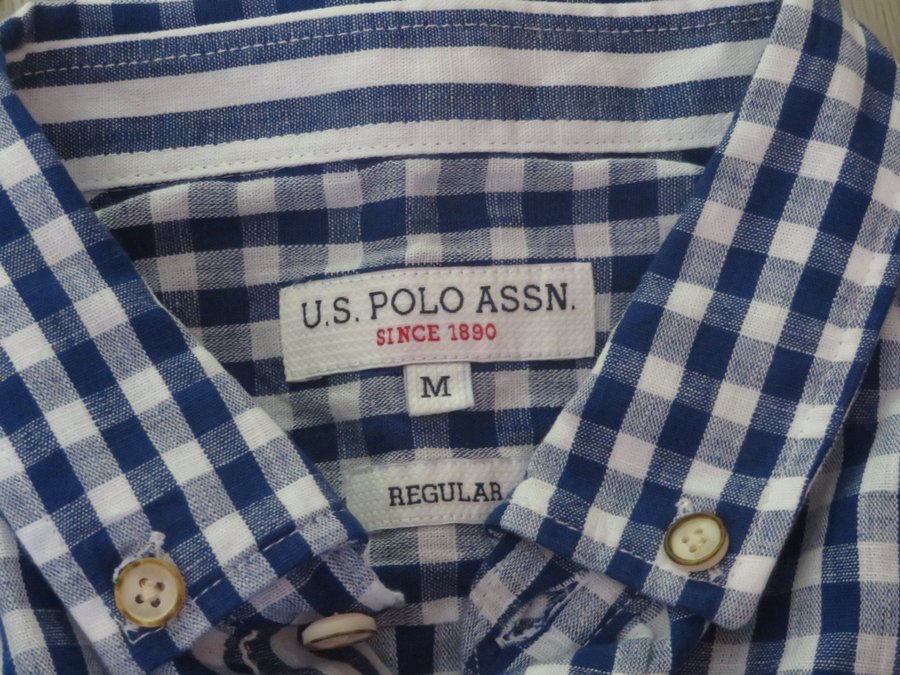 U.S. POLO ASSN.
SINCE 1890
M
REGULAR